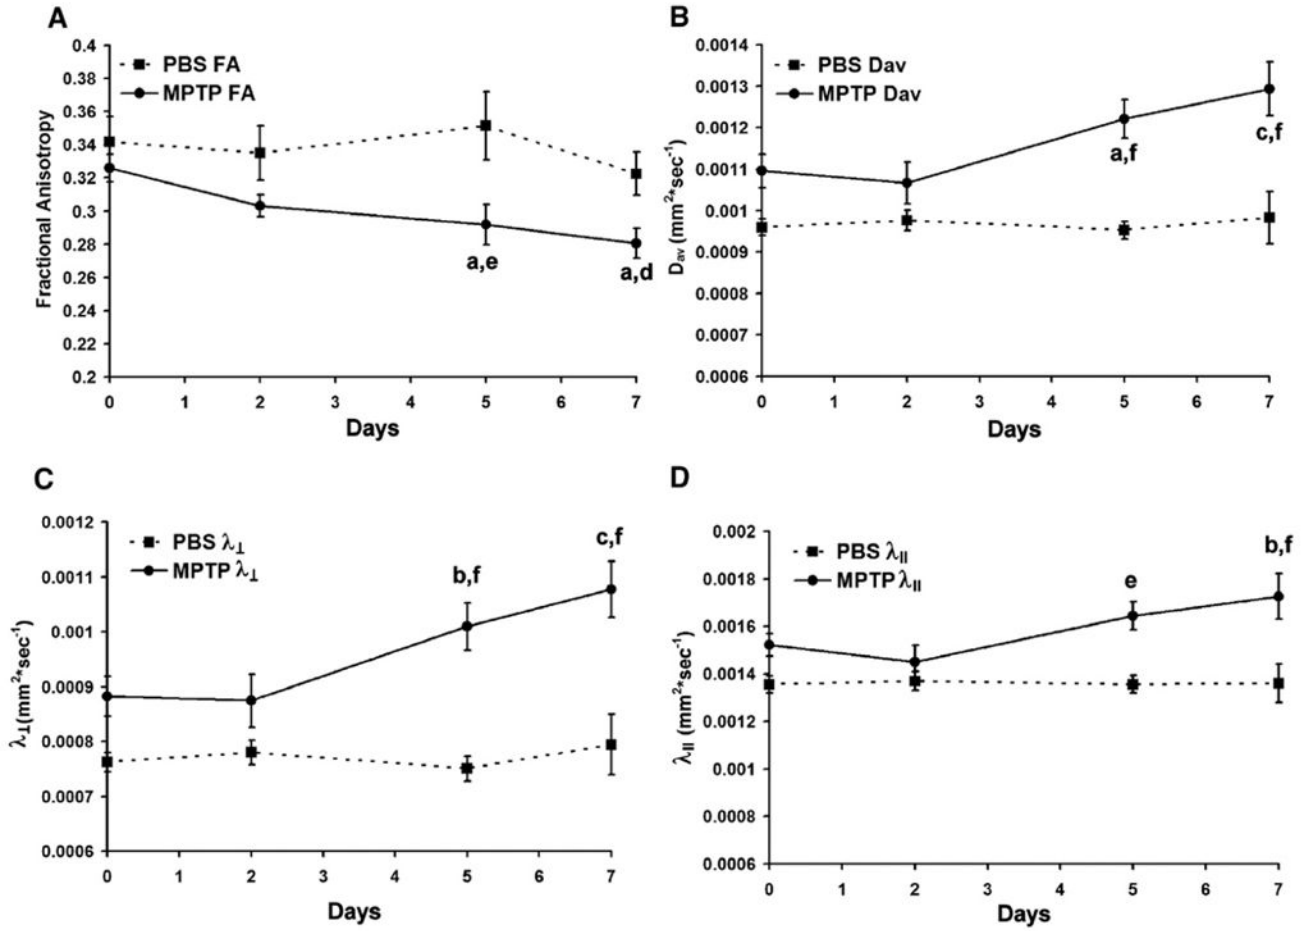 A
Fractional Anisotropy
0.4
0.38
0.36
0.34
0.32
0.3
0.28
0.26
0.24
0.22
0.2
PBS FA
MPTP FA
a,e
a,d
0 1 2 3 4 5 6 7
Days
B
Dav (mm2*sec-1)
0.0014
0.0013
0.0012
0.0011
0.001
0.0009
0.0008
0.0007
0.0006
PBS Dav
MPTP Dav
a,f
c,f
0 1 2 3 4 5 6 7
Days
C
λ⊥(mm2*sec-1)
0.0012
0.0011
0.001
0.0009
0.0008
0.0007
0.0006
PBS λ⊥
MPTP λ⊥
b,f
c,f
0 1 2 3 4 5 6 7
Days
D
λ|| (mm2*sec-1)
0.002
0.0018
0.0016
0.0014
0.0012
0.001
0.0008
0.0006
PBS λ||
MPTP λ||
e
b,f
0 1 2 3 4 5 6 7
Days